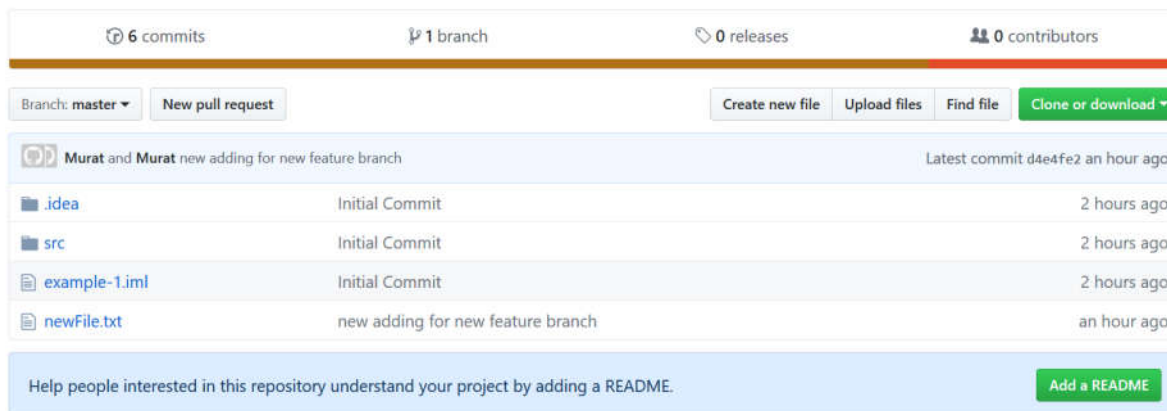 6 commits 1 branch 0 releases 0 contributors
Branch: master New pull request Create new file Upload files Find file Clone or download
Murat and Murat new adding for new feature branch Latest commit d4e4fe2 an hour ago
.idea Initial Commit 2 hours ago
src Initial Commit 2 hours ago
example-1.iml Initial Commit 2 hours ago
newFile.txt new adding for new feature branch an hour ago
Help people interested in this repository understand your project by adding a README. Add a README